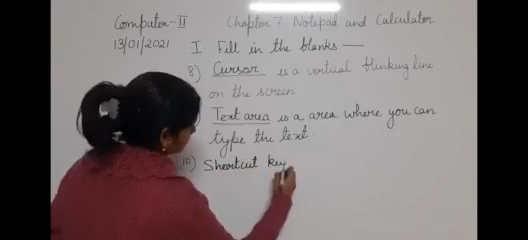 Computer-II Chapter 7 Notepad and Calculator
13/01/2021 I. Fill in the blanks —
8) Cursor is a vertical blinking line
on the screen
Text area is a area where you can
type the text.
10) Shortcut key